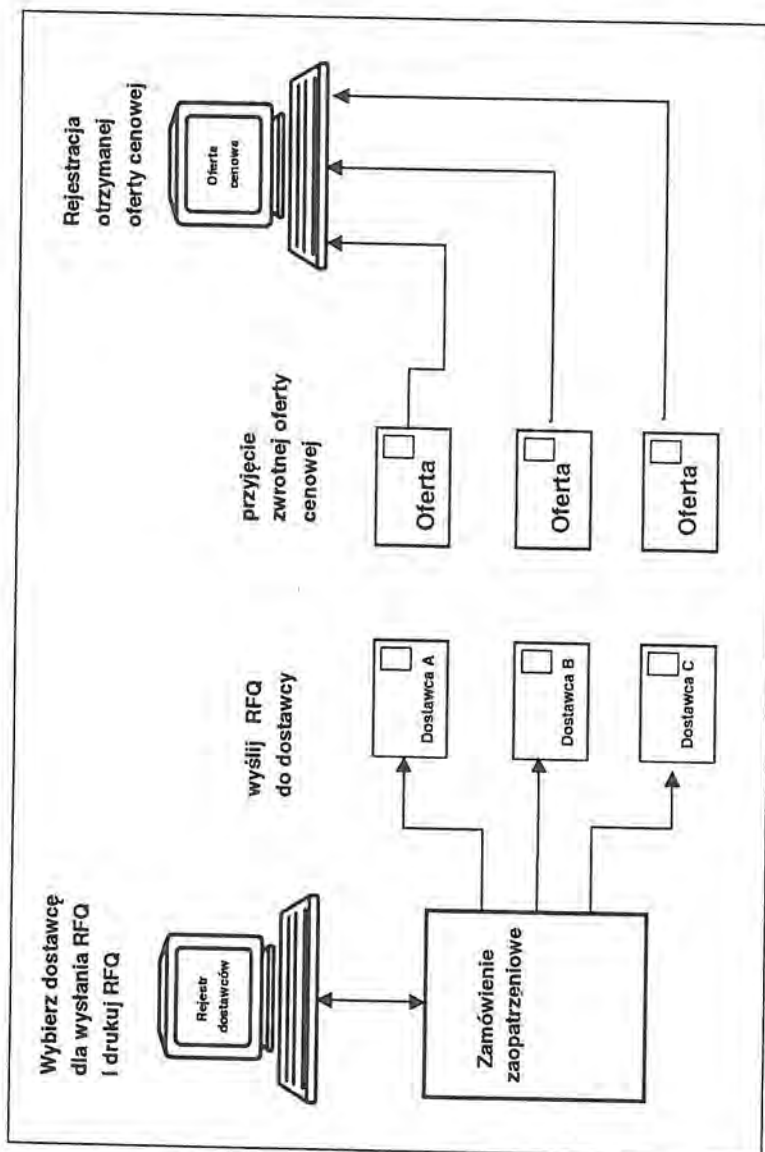 Wybierz dostawcę
dla wysłania RFQ
I drukuj RFQ
Rejestr
dostawców
Zamówienie
zaopatrzeniowe
wyślij RFQ
do dostawcy
Dostawca A
Dostawca B
Dostawca C
przyjęcie
zwrotnej oferty
cenowej
Oferta
Oferta
Oferta
Rejestracja
otrzymanej
oferty cenowej
Oferta
cenowa